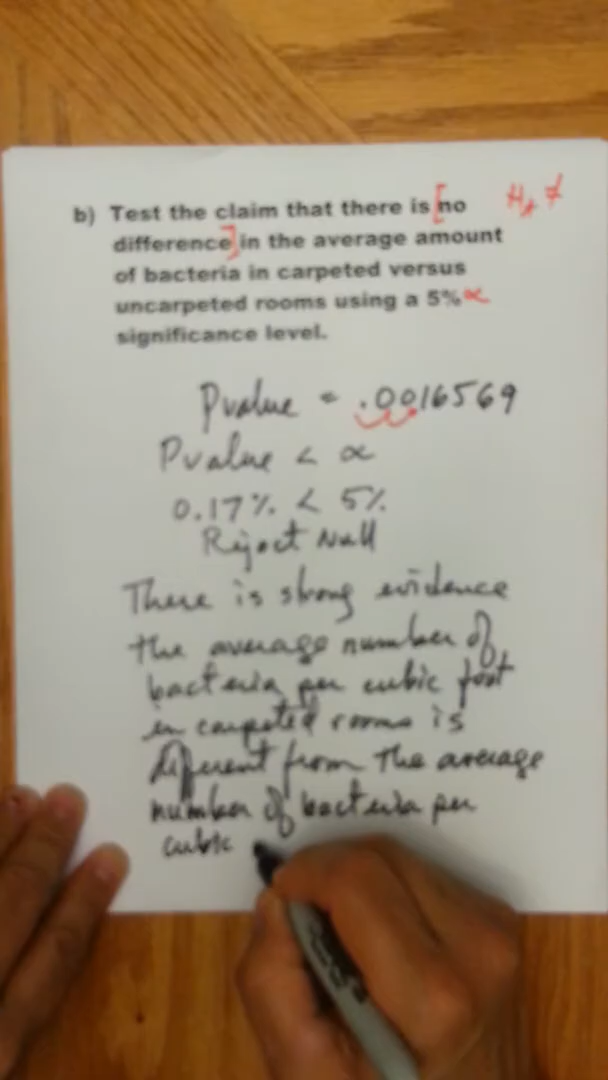 b) Test the claim that there is [no H_A ≠
difference] in the average amount
of bacteria in carpeted versus
uncarpeted rooms using a 5% ∝
significance level.
Pvalue = .0016569
Pvalue < ∝
0.17% < 5%
Reject Null
There is strong evidence
the average number of
bacteria per cubic foot
in carpeted rooms is
different from the average
number of bacteria per
cubic